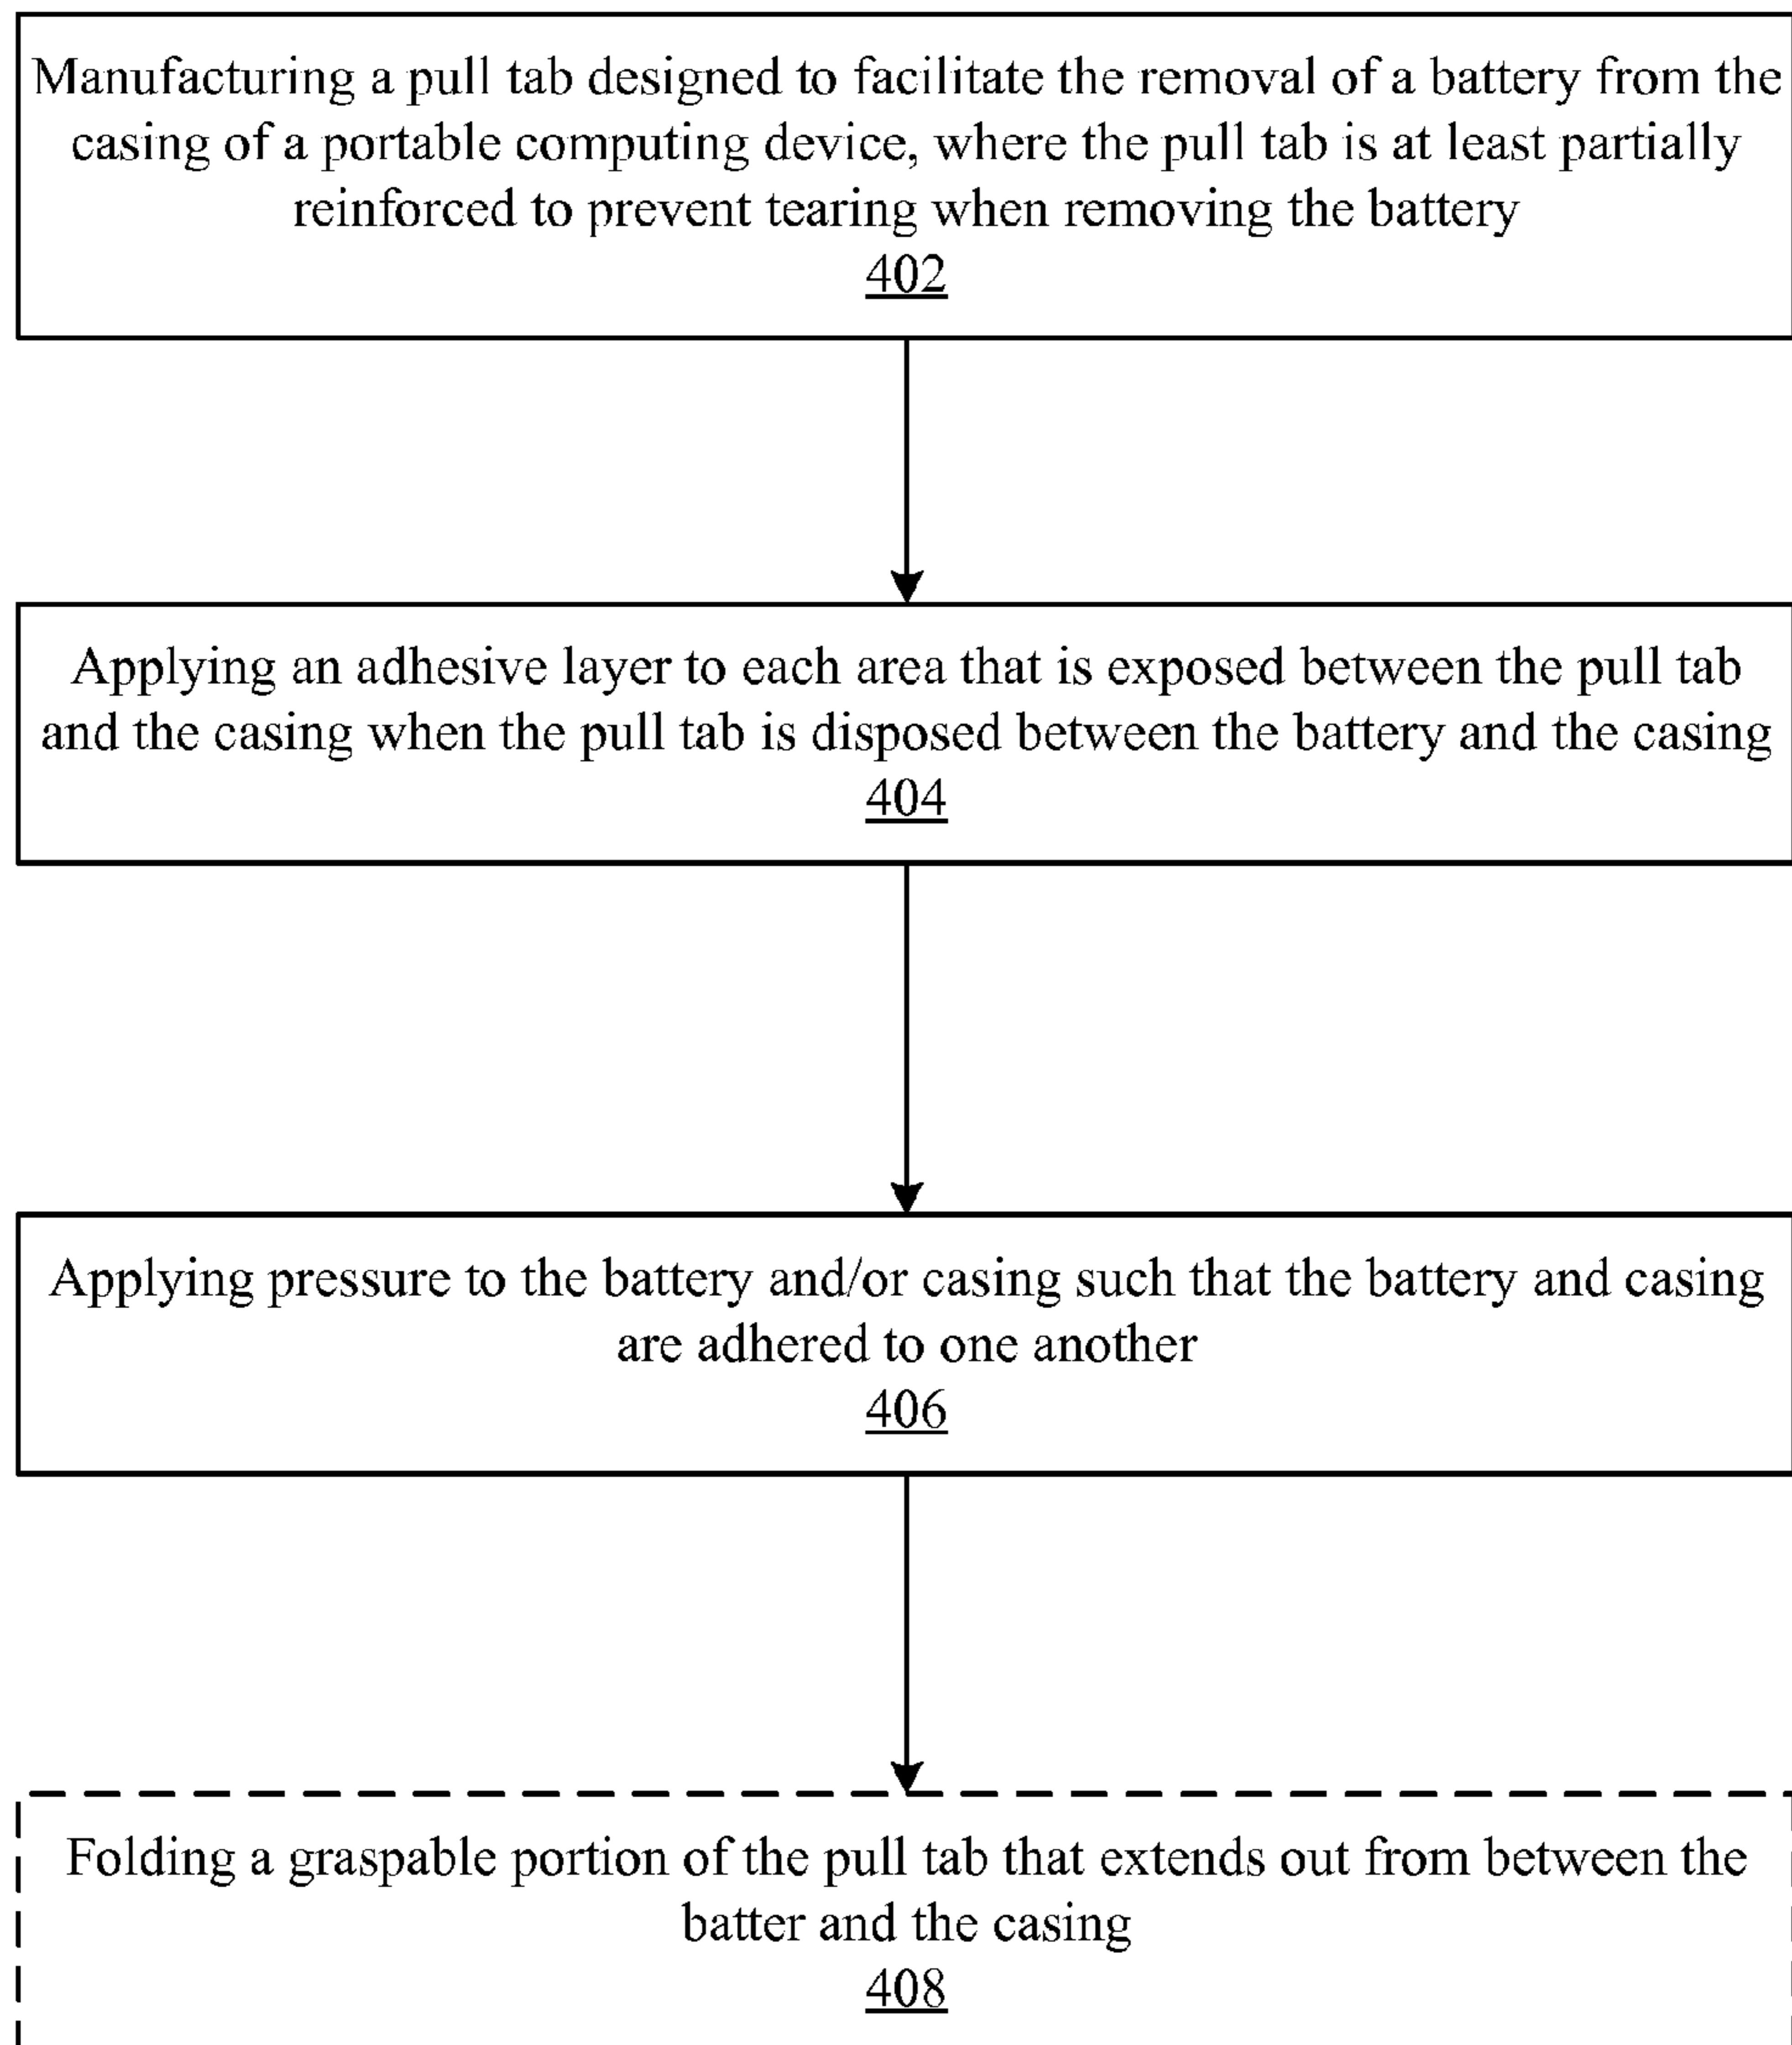 Manufacturing a pull tab designed to facilitate the removal of a battery from the
casing of a portable computing device, where the pull tab is at least partially
reinforced to prevent tearing when removing the battery
402
Applying an adhesive layer to each area that is exposed between the pull tab
and the casing when the pull tab is disposed between the battery and the casing
404
Applying pressure to the battery and/or casing such that the battery and casing
are adhered to one another
406
Folding a graspable portion of the pull tab that extends out from between the
batter and the casing
408